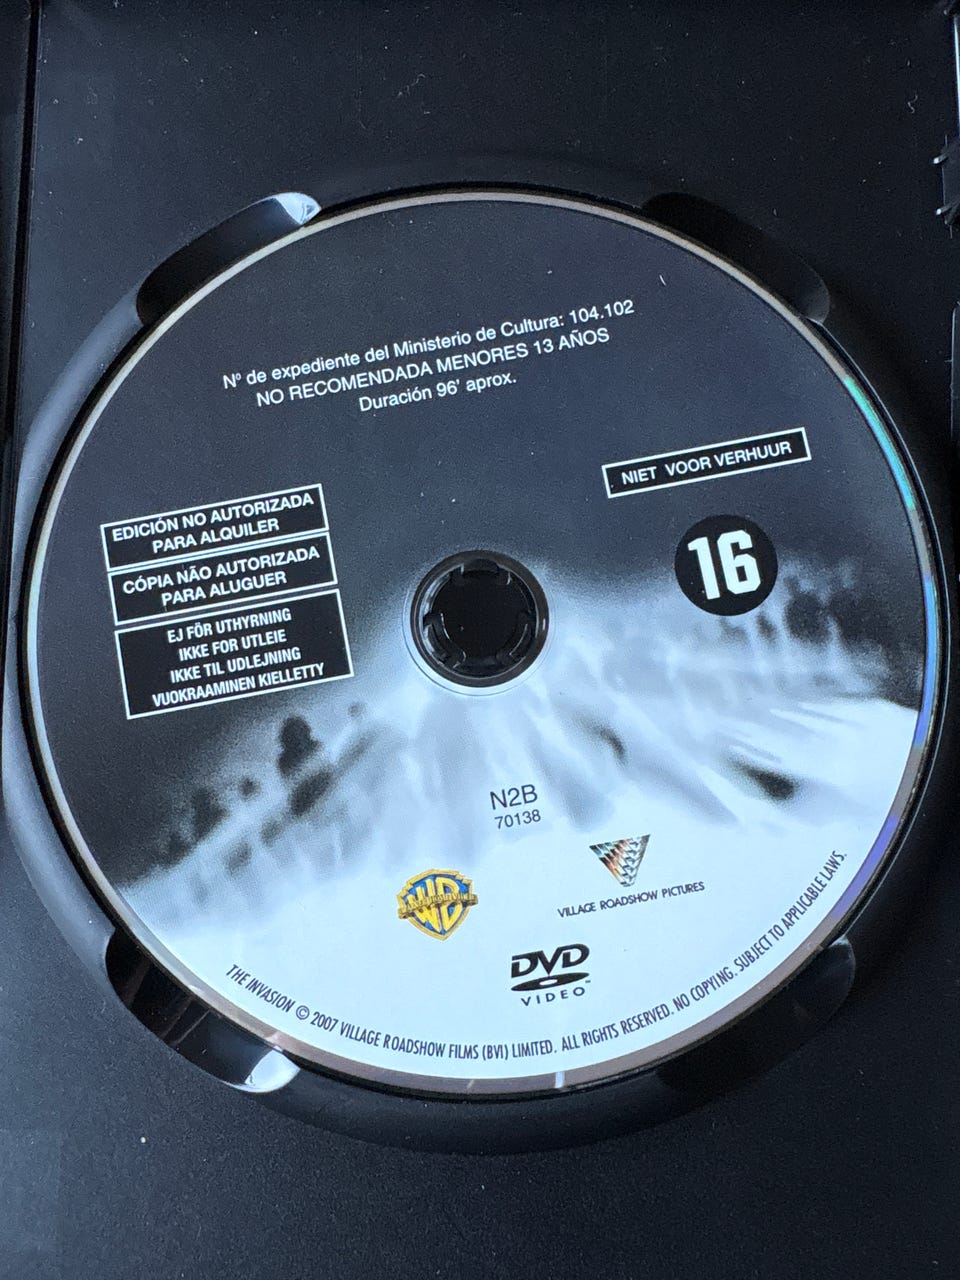 Nº de expediente del Ministerio de Cultura: 104.102
NO RECOMENDADA MENORES 13 AÑOS
Duración 96' aprox.
NIET VOOR VERHUUR
16
EDICIÓN NO AUTORIZADA
PARA ALQUILER
CÓPIA NÃO AUTORIZADA
PARA ALUGUER
EJ FÖR UTHYRNING
IKKE FOR UTLEIE
IKKE TIL UDLEJNING
VUOKRAAMINEN KIELLETTY
N2B
70138
WB
VILLAGE ROADSHOW PICTURES
DVD
VIDEO™
THE INVASION © 2007 VILLAGE ROADSHOW FILMS (BVI) LIMITED. ALL RIGHTS RESERVED. NO COPYING. SUBJECT TO APPLICABLE LAWS.